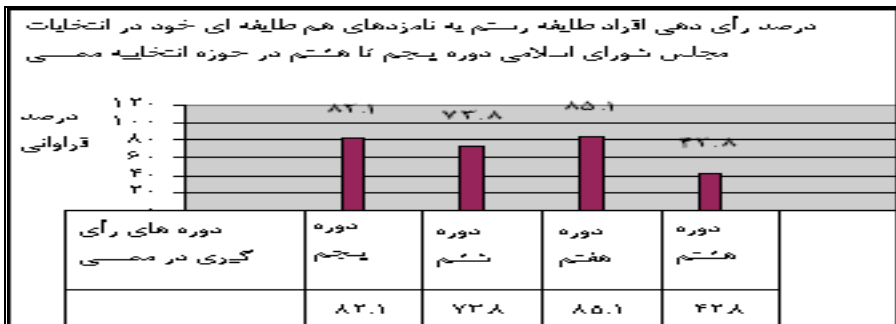 درصد رأی دهی افراد طایفه رستم به نامزدهای هم طایفه ای خود در انتخابات
مجلس شورای اسلامی دوره پنجم تا هشتم در حوزه انتخابیه ممسنی
درصد
فراوانی
۱۲۰
۱۰۰
۸۰
۶۰
۴۰
۲۰
۰
۸۲.۱
۷۳.۸
۸۵.۱
۴۲.۸
دوره های رأی
گیری در ممسنی
دوره
پنجم
دوره
ششم
دوره
هفتم
دوره
هشتم
۸۲.۱
۷۳.۸
۸۵.۱
۴۲.۸